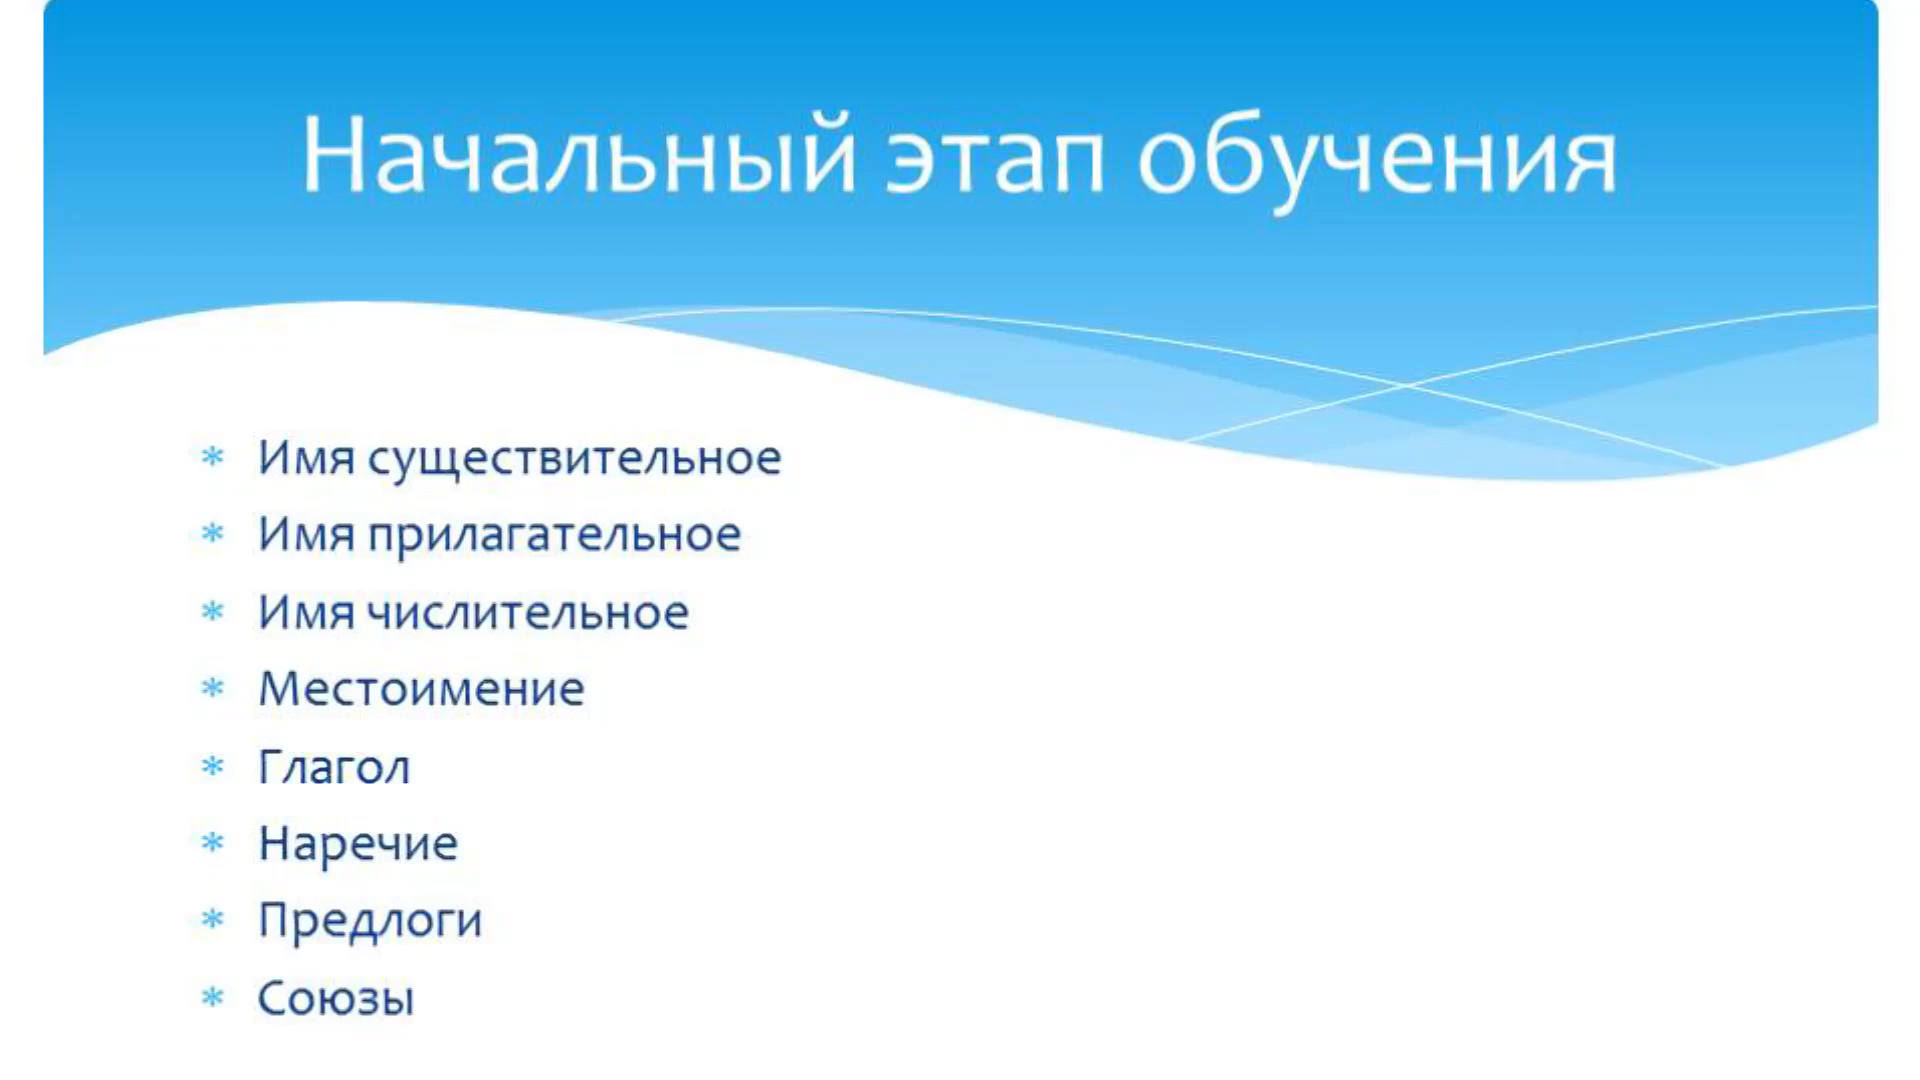 Начальный этап обучения
* Имя существительное
* Имя прилагательное
* Имя числительное
* Местоимение
* Глагол
* Наречие
* Предлоги
* Союзы